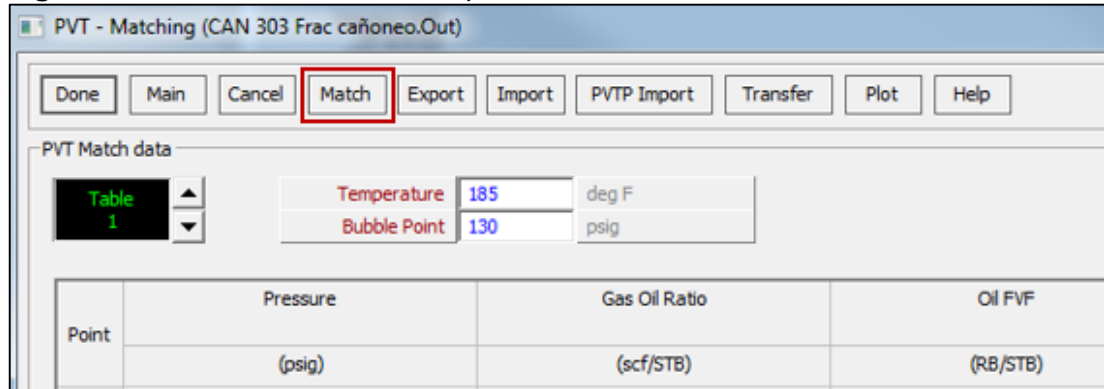 PVT - Matching (CAN 303 Frac cañoneo.Out)
Done Main Cancel Match Export Import PVTP Import Transfer Plot Help
PVT Match data
Table 1
Temperature 185 deg F
Bubble Point 130 psig
Point
Pressure Gas Oil Ratio Oil FVF
(psig) (scf/STB) (RB/STB)